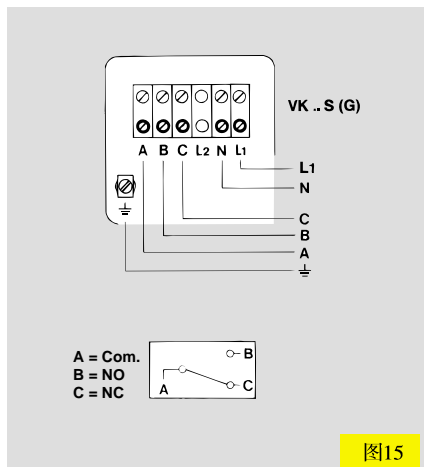 VK .. S (G)
A B C L2 N L1
L1
N
C
B
A
A = Com.
B = NO
C = NC
B
A
C
图15